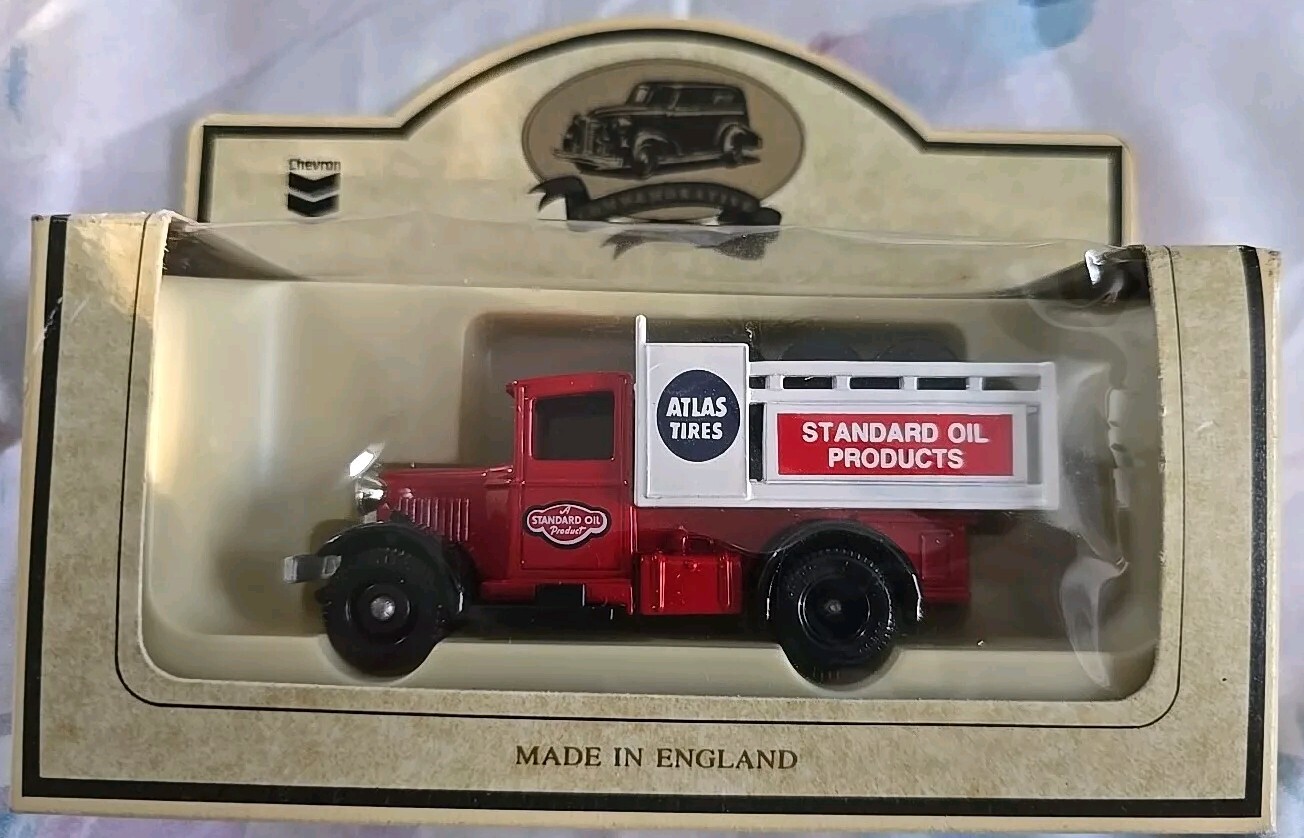 Chevron
ATLAS
TIRES
STANDARD OIL
PRODUCTS
A
STANDARD OIL
Product
MADE IN ENGLAND